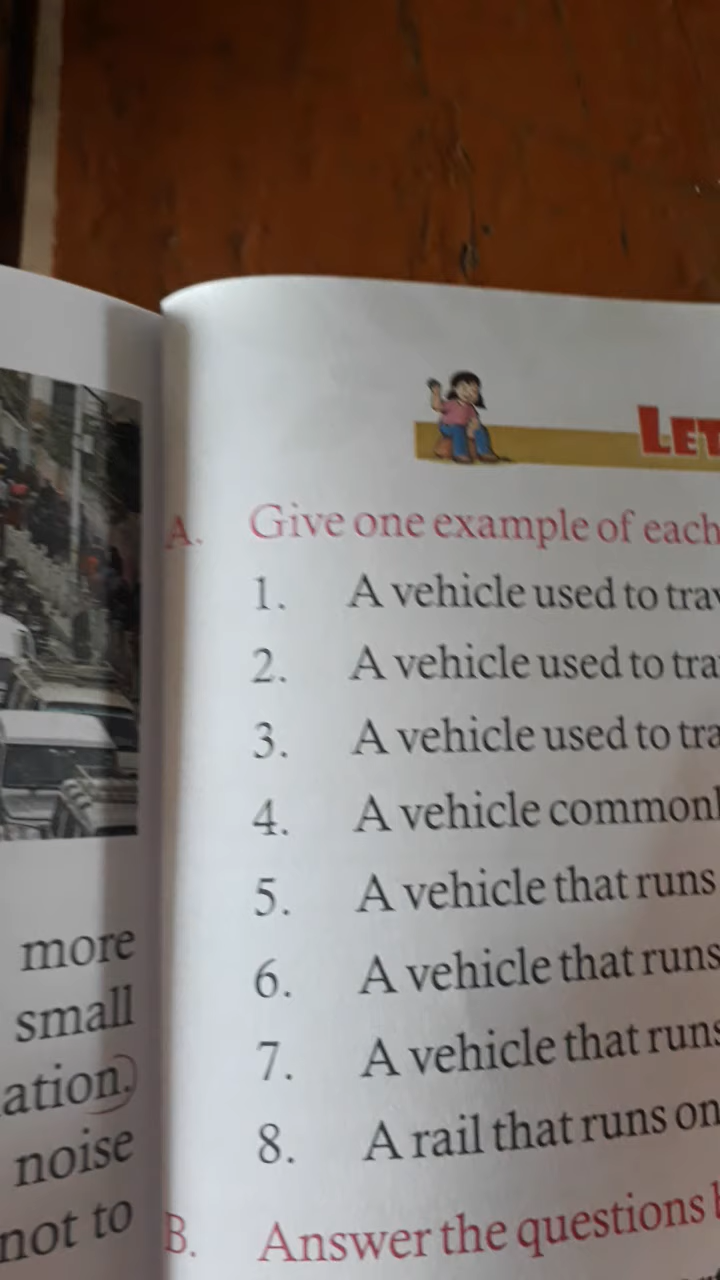 more
small
ation.
noise
not to
LET
A. Give one example of each
1. A vehicle used to trav
2. A vehicle used to tra
3. A vehicle used to tra
4. A vehicle commonl
5. A vehicle that runs
6. A vehicle that runs
7. A vehicle that runs
8. A rail that runs on
B. Answer the questions b